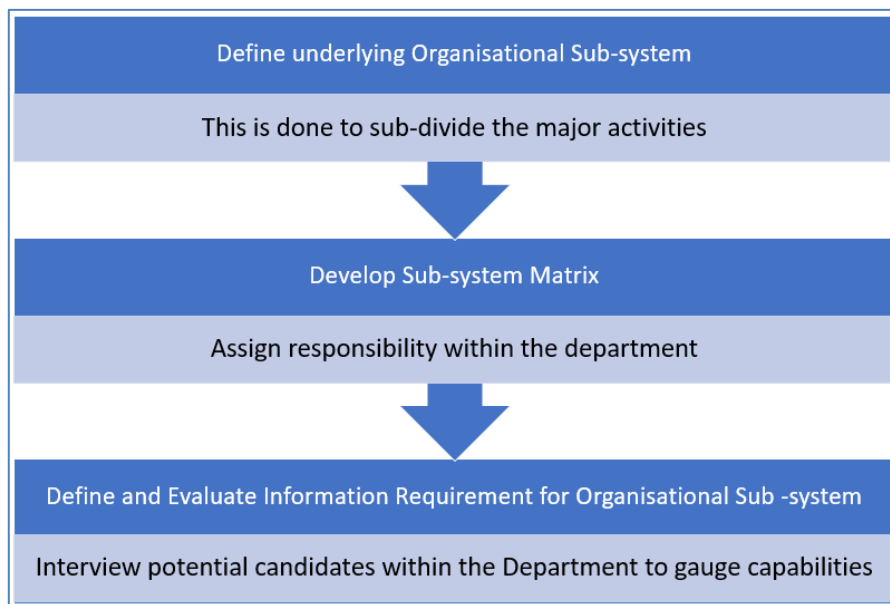 Define underlying Organisational Sub-system
This is done to sub-divide the major activities
Develop Sub-system Matrix
Assign responsibility within the department
Define and Evaluate Information Requirement for Organisational Sub -system
Interview potential candidates within the Department to gauge capabilities